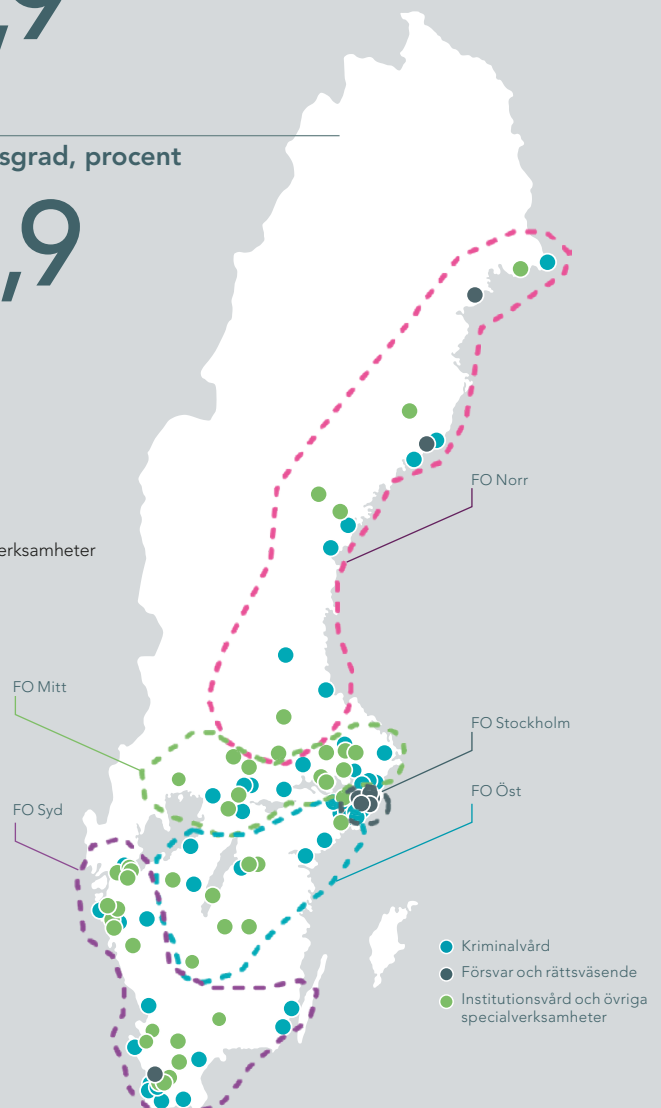 ,9
sgrad, procent
,9
FO Norr
erksamheter
FO Mitt
FO Stockholm
FO Öst
FO Syd
Kriminalvård
Försvar och rättsväsende
Institutionsvård och övriga
specialverksamheter